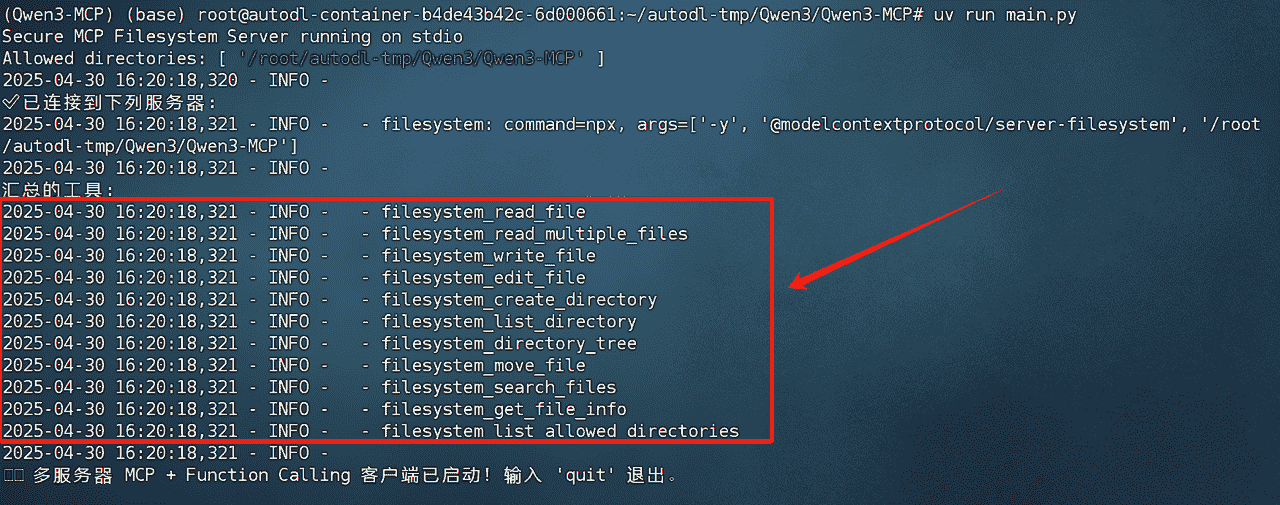 (Qwen3-MCP) (base) root@autodl-container-b4de43b42c-6d000661:~/autodl-tmp/Qwen3/Qwen3-MCP# uv run main.py
Secure MCP Filesystem Server running on stdio
Allowed directories: [ '/root/autodl-tmp/Qwen3/Qwen3-MCP' ]
2025-04-30 16:20:18,320 - INFO -
✅已连接到下列服务器:
2025-04-30 16:20:18,321 - INFO -   - filesystem: command=npx, args=['-y', '@modelcontextprotocol/server-filesystem', '/root
/autodl-tmp/Qwen3/Qwen3-MCP']
2025-04-30 16:20:18,321 - INFO -
汇总的工具:
2025-04-30 16:20:18,321 - INFO -   - filesystem_read_file
2025-04-30 16:20:18,321 - INFO -   - filesystem_read_multiple_files
2025-04-30 16:20:18,321 - INFO -   - filesystem_write_file
2025-04-30 16:20:18,321 - INFO -   - filesystem_edit_file
2025-04-30 16:20:18,321 - INFO -   - filesystem_create_directory
2025-04-30 16:20:18,321 - INFO -   - filesystem_list_directory
2025-04-30 16:20:18,321 - INFO -   - filesystem_directory_tree
2025-04-30 16:20:18,321 - INFO -   - filesystem_move_file
2025-04-30 16:20:18,321 - INFO -   - filesystem_search_files
2025-04-30 16:20:18,321 - INFO -   - filesystem_get_file_info
2025-04-30 16:20:18,321 - INFO -   - filesystem_list_allowed_directories
2025-04-30 16:20:18,321 - INFO -
多服务器 MCP + Function Calling 客户端已启动！输入 'quit' 退出。